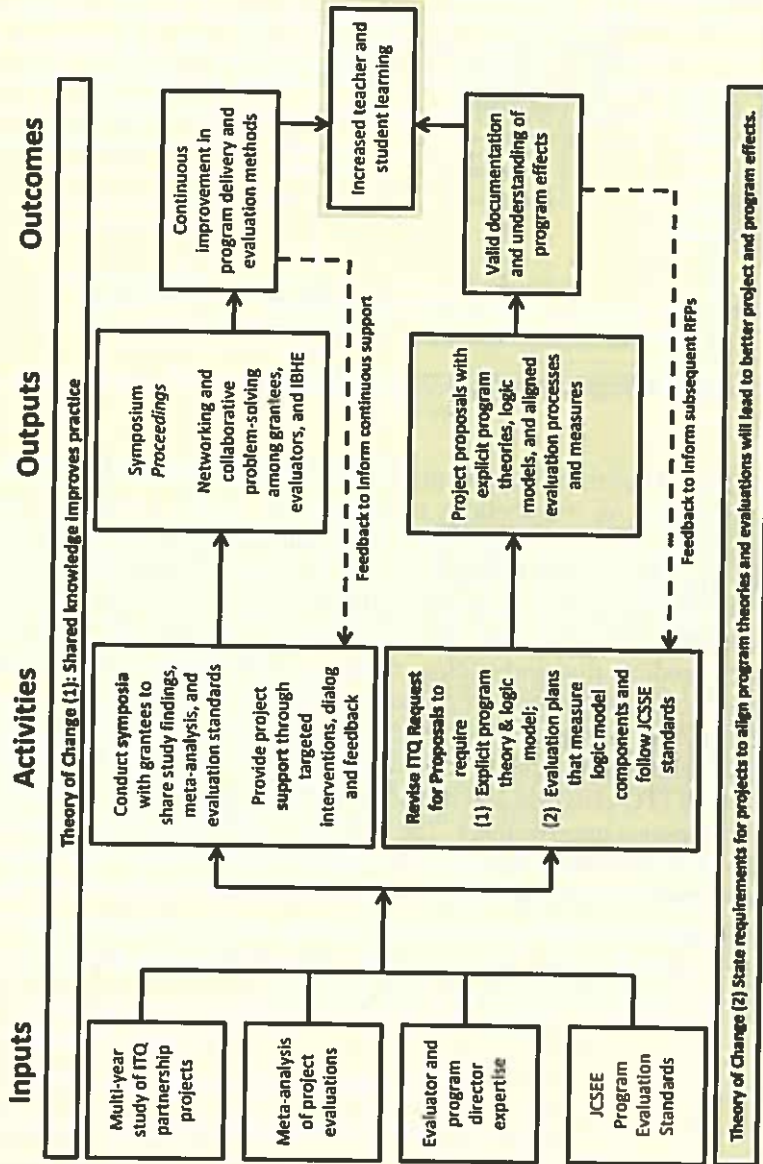 Inputs
Activities
Outputs
Outcomes
Theory of Change (1): Shared knowledge improves practice
Multi-year
study of ITQ
partnership
projects
Meta-analysis
of project
evaluations
Evaluator and
program
director
expertise
JCSEE
Program
Evaluation
Standards
Conduct symposia
with grantees to
share study findings,
meta-analysis, and
evaluation standards
Provide project
support through
targeted
interventions, dialog
and feedback
Revise ITQ Request
for Proposals to
require
(1) Explicit program
theory & logic
model;
(2) Evaluation plans
that measure
logic model
components and
follow JCSSE
standards
Symposium
Proceedings
Networking and
collaborative
problem-solving
among grantees,
evaluators, and IBHE
Feedback to Inform continuous support
Project proposals with
explicit program
theories, logic
models, and aligned
evaluation processes
and measures
Feedback to Inform subsequent RFPs
Continuous
improvement In
program delivery and
evaluation methods
Increased teacher and
student learning
Valid documentation
and understanding of
program effects
Theory of Change (2) State requirements for projects to align program theories and evaluations will lead to better project and program effects.